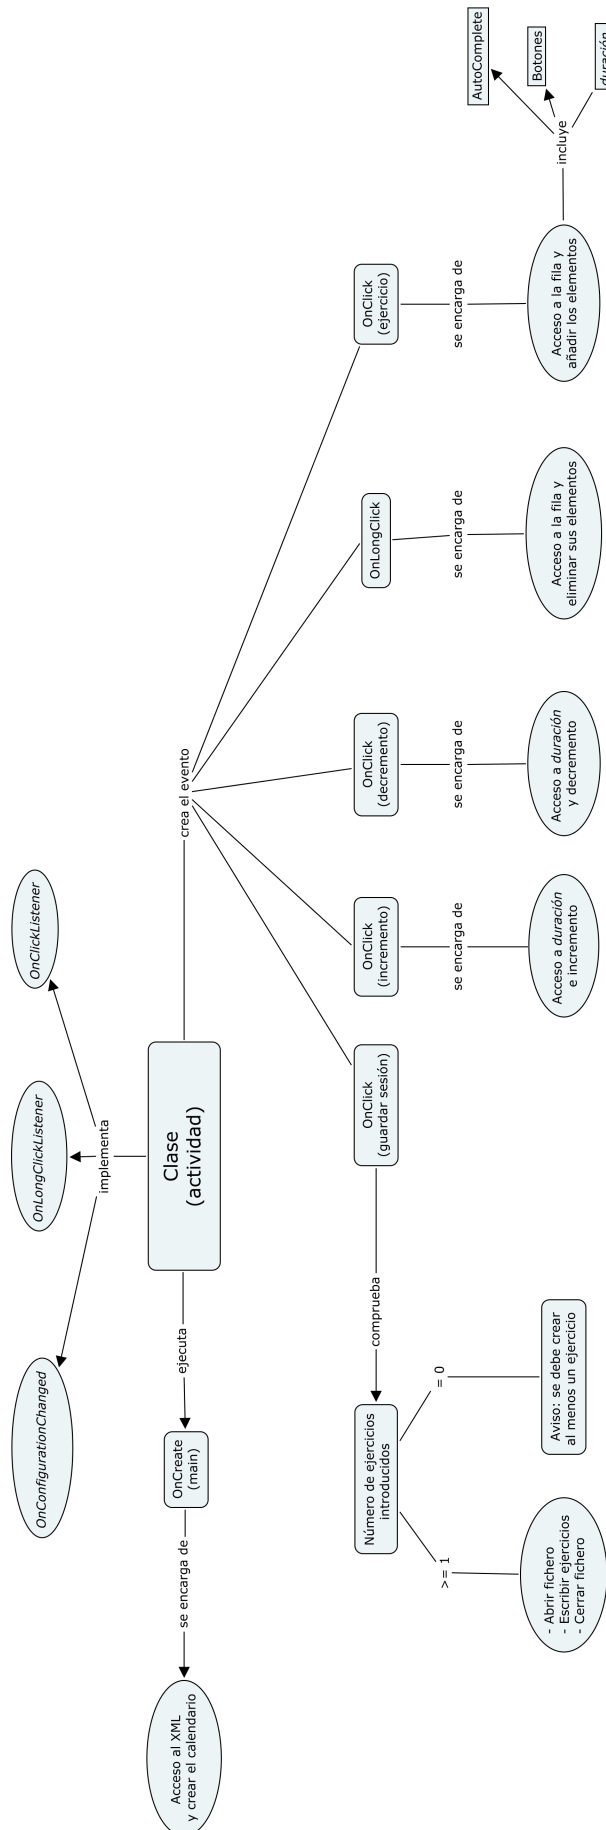 OnConfigurationChanged
OnLongClickListener
OnClickListener
implementa
Clase
(actividad)
ejecuta
OnCreate
(main)
se encarga de
Acceso al XML
y crear el calendario
crea el evento
OnClick
(guardar sesión)
OnClick
(incremento)
OnClick
(decremento)
OnLongClick
OnClick
(ejercicio)
comprueba
Número de ejercicios
introducidos
>= 1
= 0
- Abrir fichero
- Escribir ejercicios
- Cerrar fichero
Aviso: se debe crear
al menos un ejercicio
se encarga de
Acceso a duración
e incremento
se encarga de
Acceso a duración
y decremento
se encarga de
Acceso a la fila y
eliminar sus elementos
se encarga de
Acceso a la fila y
añadir los elementos
incluye
AutoComplete
Botones
duración